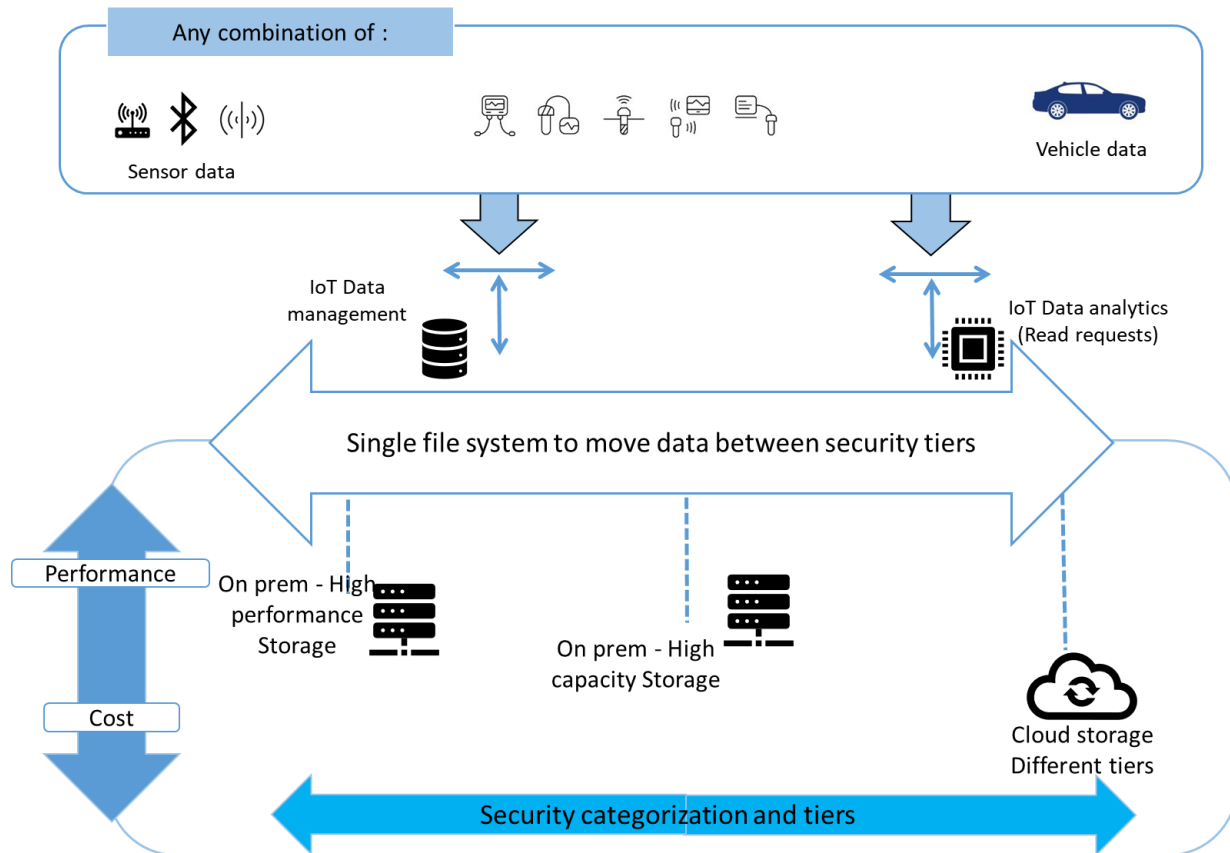 Any combination of :
Sensor data
Vehicle data
IoT Data
management
IoT Data analytics
(Read requests)
Single file system to move data between security tiers
Performance
Cost
On prem - High
performance
Storage
On prem - High
capacity Storage
Cloud storage
Different tiers
Security categorization and tiers